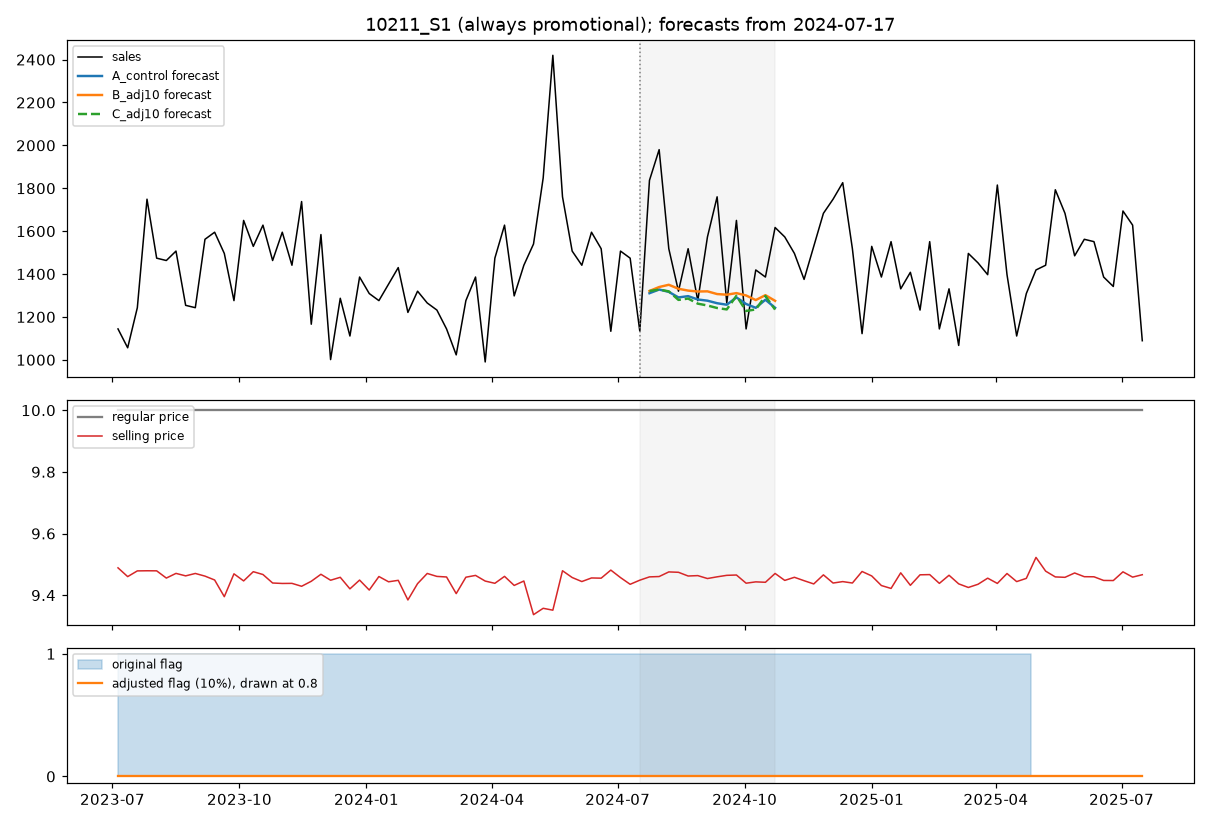 10211_S1 (always promotional); forecasts from 2024-07-17
sales
A_control forecast
B_adj10 forecast
C_adj10 forecast
2400
2200
2000
1800
1600
1400
1200
1000
regular price
selling price
10.0
9.8
9.6
9.4
original flag
adjusted flag (10%), drawn at 0.8
1
0
2023-07
2023-10
2024-01
2024-04
2024-07
2024-10
2025-01
2025-04
2025-07